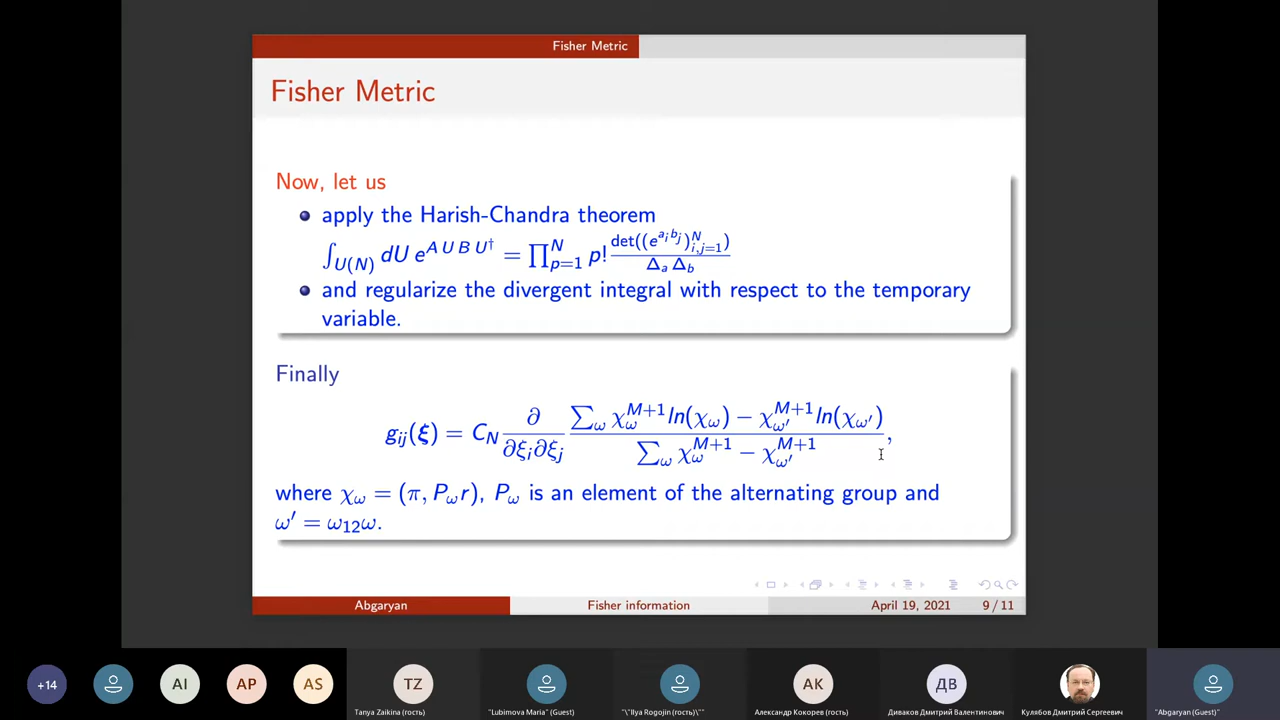 Fisher Metric
Fisher Metric
Now, let us
apply the Harish-Chandra theorem
∫_{U(N)} dU e^{A U B U†} = ∏_{p=1}^{N} p! det((e^{a_i b_j})_{i,j=1}^{N}) / Δ_a Δ_b
and regularize the divergent integral with respect to the temporary
variable.
Finally
g_{ij}(ξ) = C_N ∂/∂ξ_i∂ξ_j (∑_ω χ_ω^{M+1} ln(χ_ω) − χ_{ω'}^{M+1} ln(χ_{ω'})) / (∑_ω χ_ω^{M+1} − χ_{ω'}^{M+1}),
where χ_ω = (π, P_ω r), P_ω is an element of the alternating group and
ω' = ω_{12}ω.
Abgaryan Fisher information April 19, 2021 9 / 11
+14 AI AP AS TZ AK ДВ
Tanya Zaikina (гость) "Lubimova Maria" (Guest) "\"Ilya Rogojin (гость)\"" Александр Кокорев (гость) Диваков Дмитрий Валентинович Кулябов Дмитрий Сергеевич "Abgaryan" (Guest)